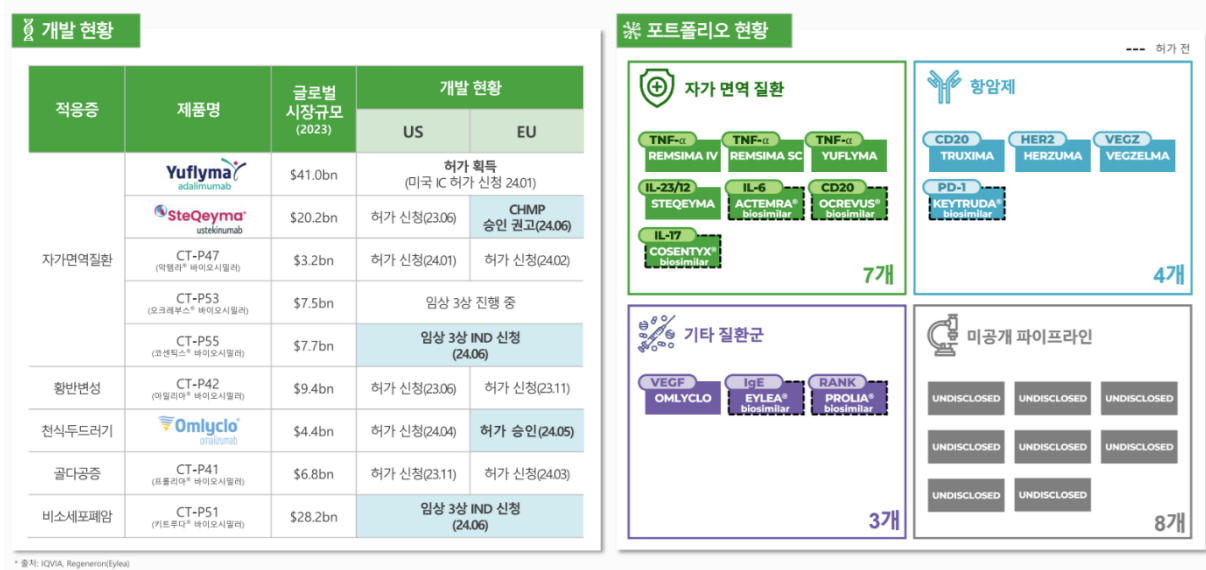 개발 현황
적응증 제품명 글로벌 시장규모 (2023) 개발 현황
US EU
자가면역질환
Yuflyma adalimumab $41.0bn 허가 획득 (미국 IC 허가 신청 24.01)
SteQeyma® ustekinumab $20.2bn 허가 신청(23.06) CHMP 승인 권고(24.06)
CT-P47 (악템라® 바이오시밀러) $3.2bn 허가 신청(24.01) 허가 신청(24.02)
CT-P53 (오크레부스® 바이오시밀러) $7.5bn 임상 3상 진행 중
CT-P55 (코센틱스® 바이오시밀러) $7.7bn 임상 3상 IND 신청 (24.06)
황반변성 CT-P42 (아일리아® 바이오시밀러) $9.4bn 허가 신청(23.06) 허가 신청(23.11)
천식두드러기 Omlyclo® omalizumab $4.4bn 허가 신청(24.04) 허가 승인(24.05)
골다공증 CT-P41 (프롤리아® 바이오시밀러) $6.8bn 허가 신청(23.11) 허가 신청(24.03)
비소세포폐암 CT-P51 (키트루다® 바이오시밀러) $28.2bn 임상 3상 IND 신청 (24.06)
* 출처: IQVIA, Regeneron(Eylea)
포트폴리오 현황
--- 허가 전
자가 면역 질환
TNF-α TNF-α TNF-α
REMSIMA IV REMSIMA SC YUFLYMA
IL-23/12 IL-6 CD20
STEQEYMA ACTEMRA® biosimilar OCREVUS® biosimilar
IL-17
COSENTYX® biosimilar
7개
항암제
CD20 HER2 VEGZ
TRUXIMA HERZUMA VEGZELMA
PD-1
KEYTRUDA® biosimilar
4개
기타 질환군
VEGF IgE RANK
OMLYCLO EYLEA® biosimilar PROLIA® biosimilar
3개
미공개 파이프라인
UNDISCLOSED UNDISCLOSED UNDISCLOSED
UNDISCLOSED UNDISCLOSED UNDISCLOSED
UNDISCLOSED UNDISCLOSED
8개